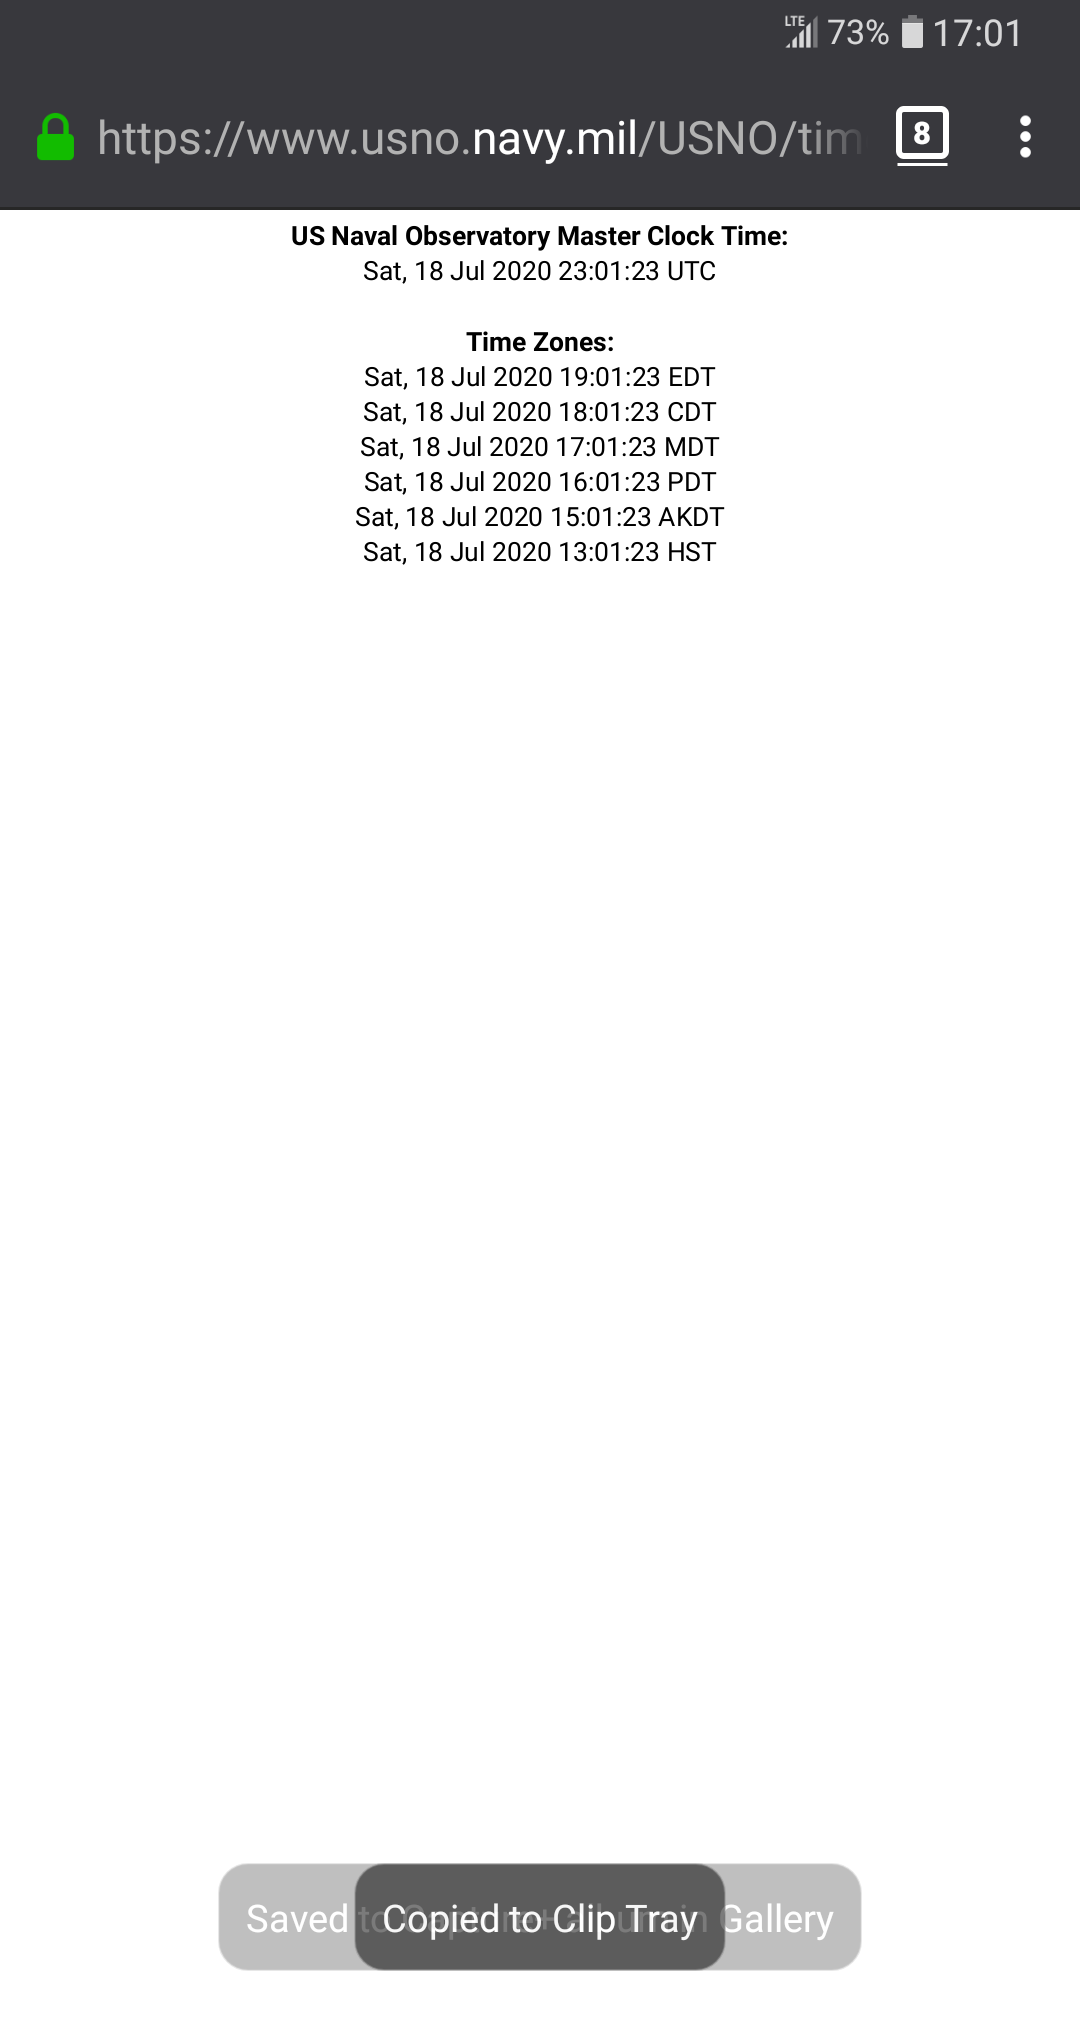 LTE 73% 17:01
https://www.usno.navy.mil/USNO/tim 8
US Naval Observatory Master Clock Time:
Sat, 18 Jul 2020 23:01:23 UTC
Time Zones:
Sat, 18 Jul 2020 19:01:23 EDT
Sat, 18 Jul 2020 18:01:23 CDT
Sat, 18 Jul 2020 17:01:23 MDT
Sat, 18 Jul 2020 16:01:23 PDT
Sat, 18 Jul 2020 15:01:23 AKDT
Sat, 18 Jul 2020 13:01:23 HST
Saved Gallery
Copied to Clip Tray